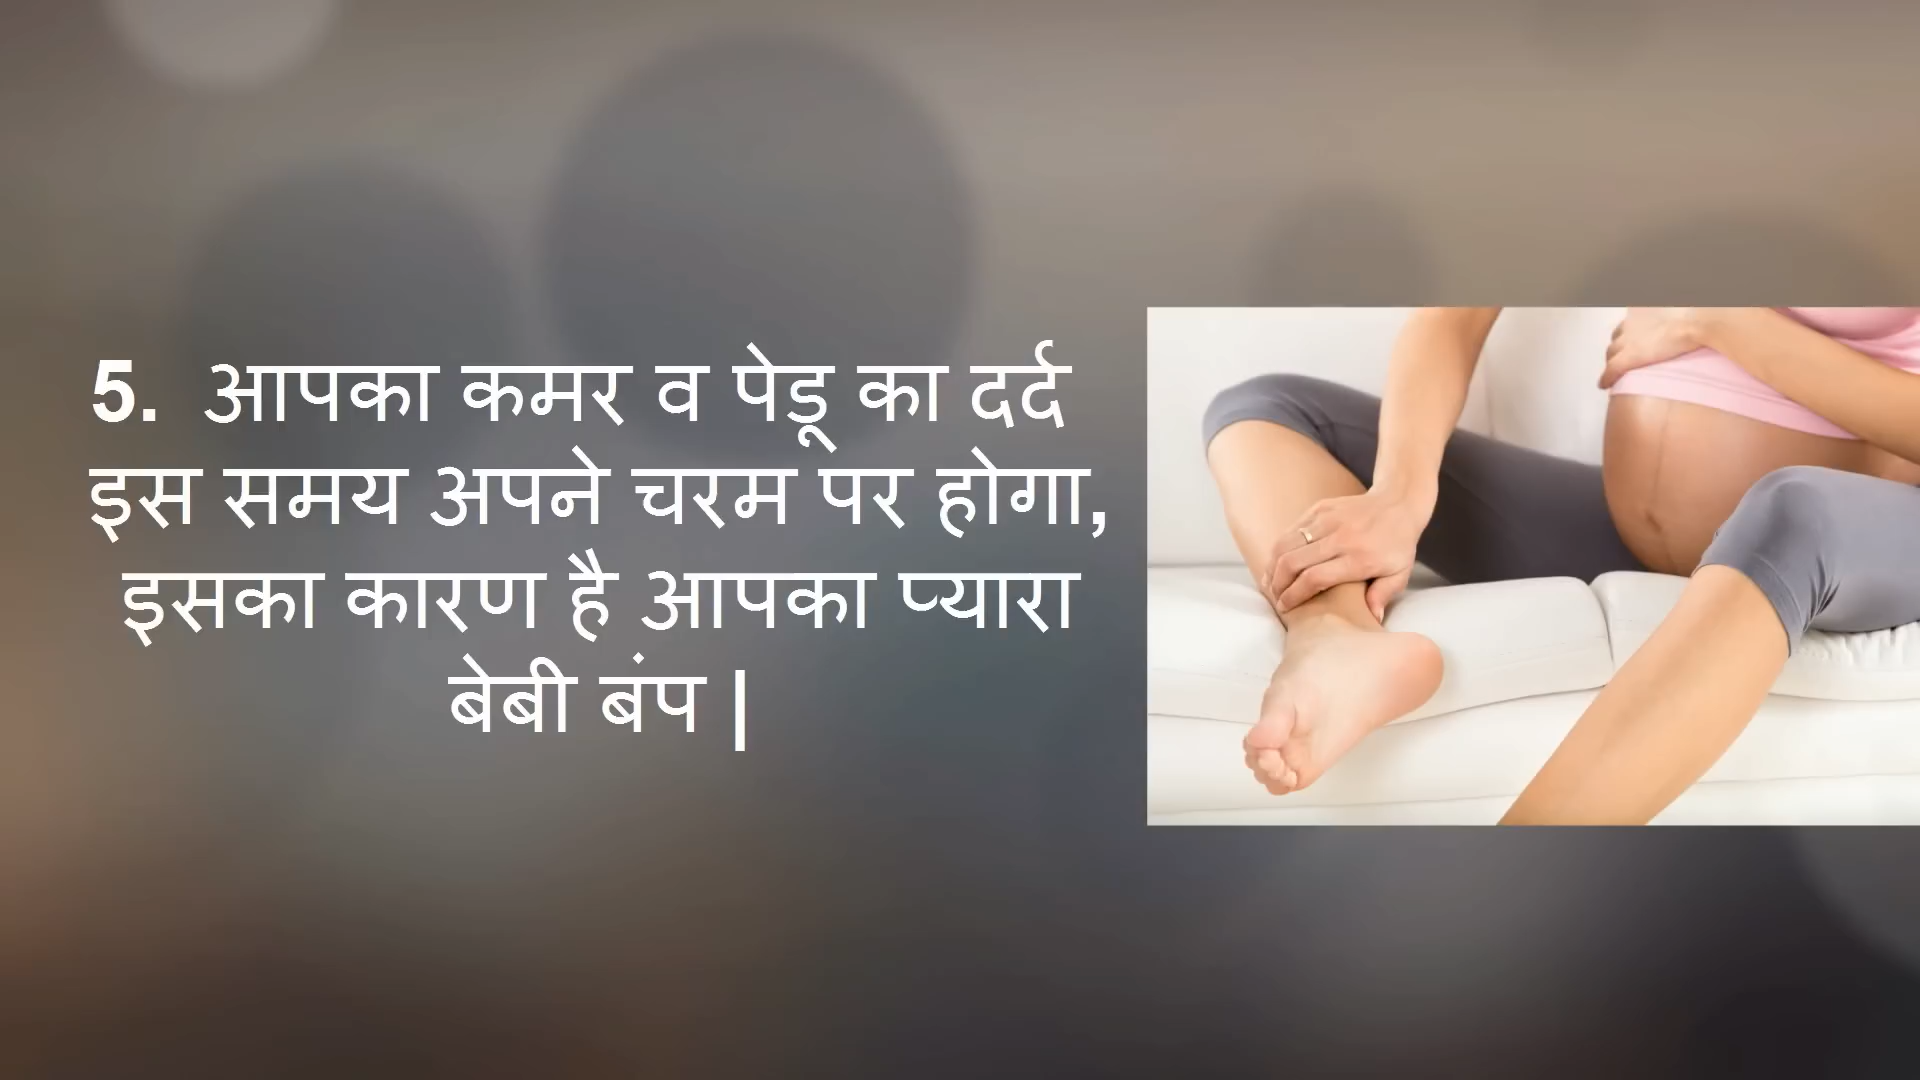 5. आपका कमर व पेडू का दर्द
इस समय अपने चरम पर होगा,
इसका कारण है आपका प्यारा
बेबी बंप |